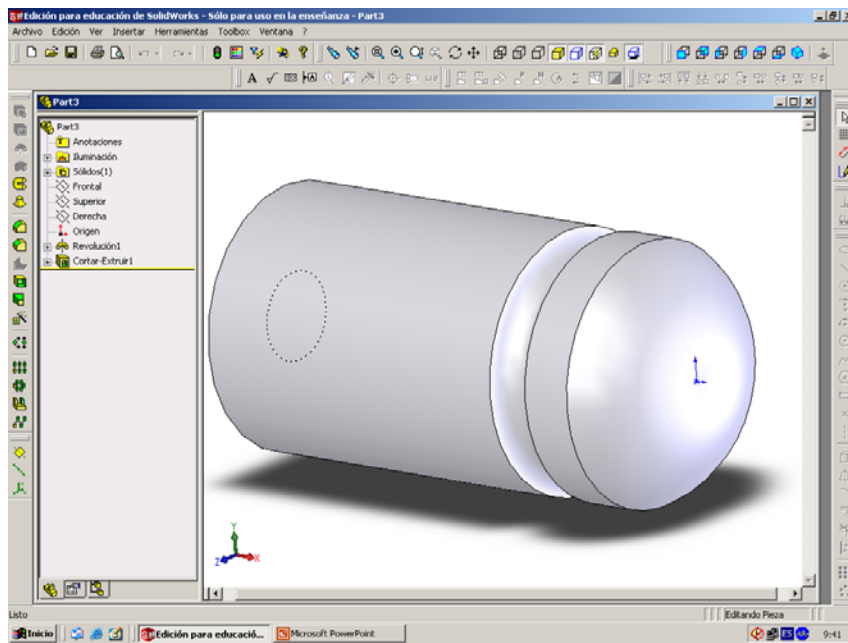 Edición para educación de SolidWorks - Sólo para uso en la enseñanza - Part3
Archivo Edición Ver Insertar Herramientas Toolbox Ventana ?
A
Part3
Part3
Anotaciones
Iluminación
Sólidos(1)
Frontal
Superior
Derecha
Origen
Revolución1
Cortar-Extruir1
Y
Z X
Listo Editando Pieza
Inicio Edición para educació... Microsoft PowerPoint ES 9:41